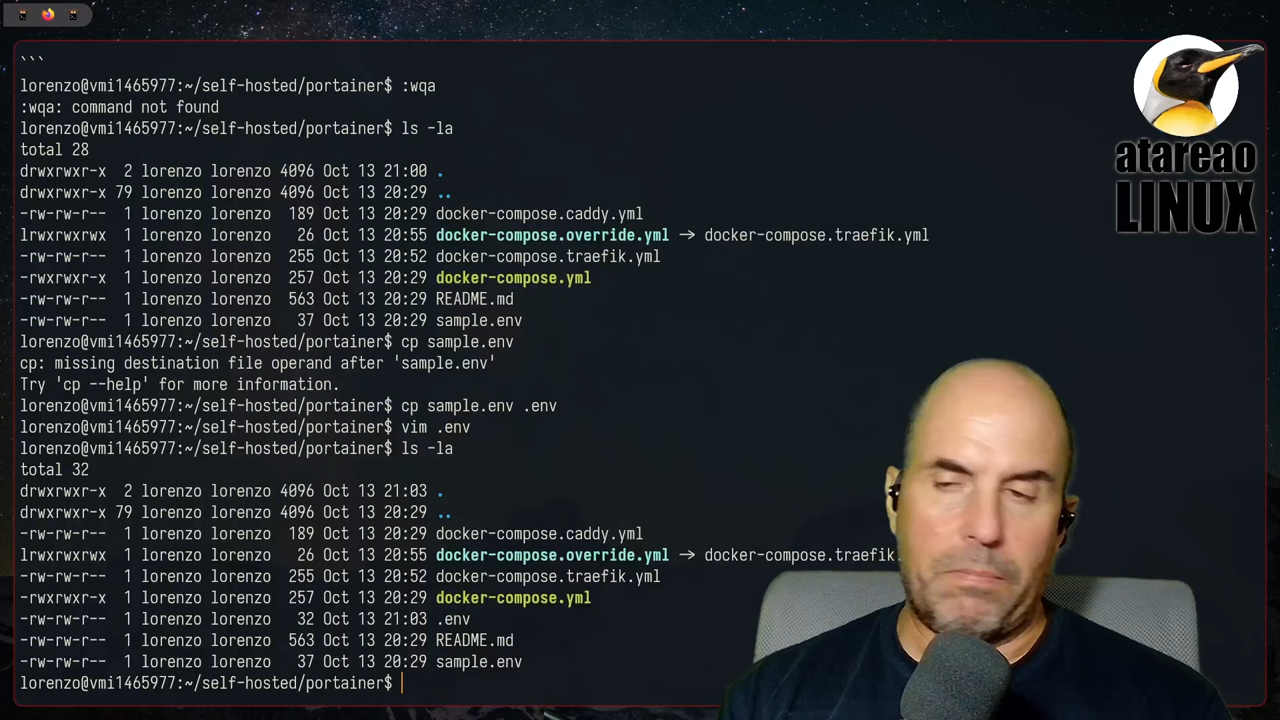 ```
lorenzo@vmi1465977:~/self-hosted/portainer$ :wqa
:wqa: command not found
lorenzo@vmi1465977:~/self-hosted/portainer$ ls -la
total 28
drwxrwxr-x  2 lorenzo lorenzo 4096 Oct 13 21:00 .
drwxrwxr-x 79 lorenzo lorenzo 4096 Oct 13 20:29 ..
-rw-rw-r--  1 lorenzo lorenzo  189 Oct 13 20:29 docker-compose.caddy.yml
lrwxrwxrwx  1 lorenzo lorenzo   26 Oct 13 20:55 docker-compose.override.yml -> docker-compose.traefik.yml
-rw-rw-r--  1 lorenzo lorenzo  255 Oct 13 20:52 docker-compose.traefik.yml
-rwxrwxr-x  1 lorenzo lorenzo  257 Oct 13 20:29 docker-compose.yml
-rw-rw-r--  1 lorenzo lorenzo  563 Oct 13 20:29 README.md
-rw-rw-r--  1 lorenzo lorenzo   37 Oct 13 20:29 sample.env
lorenzo@vmi1465977:~/self-hosted/portainer$ cp sample.env
cp: missing destination file operand after 'sample.env'
Try 'cp --help' for more information.
lorenzo@vmi1465977:~/self-hosted/portainer$ cp sample.env .env
lorenzo@vmi1465977:~/self-hosted/portainer$ vim .env
lorenzo@vmi1465977:~/self-hosted/portainer$ ls -la
total 32
drwxrwxr-x  2 lorenzo lorenzo 4096 Oct 13 21:03 .
drwxrwxr-x 79 lorenzo lorenzo 4096 Oct 13 20:29 ..
-rw-rw-r--  1 lorenzo lorenzo  189 Oct 13 20:29 docker-compose.caddy.yml
lrwxrwxrwx  1 lorenzo lorenzo   26 Oct 13 20:55 docker-compose.override.yml -> docker-compose.traefik.
-rw-rw-r--  1 lorenzo lorenzo  255 Oct 13 20:52 docker-compose.traefik.yml
-rwxrwxr-x  1 lorenzo lorenzo  257 Oct 13 20:29 docker-compose.yml
-rw-rw-r--  1 lorenzo lorenzo   32 Oct 13 21:03 .env
-rw-rw-r--  1 lorenzo lorenzo  563 Oct 13 20:29 README.md
-rw-rw-r--  1 lorenzo lorenzo   37 Oct 13 20:29 sample.env
lorenzo@vmi1465977:~/self-hosted/portainer$
atareao
LINUX